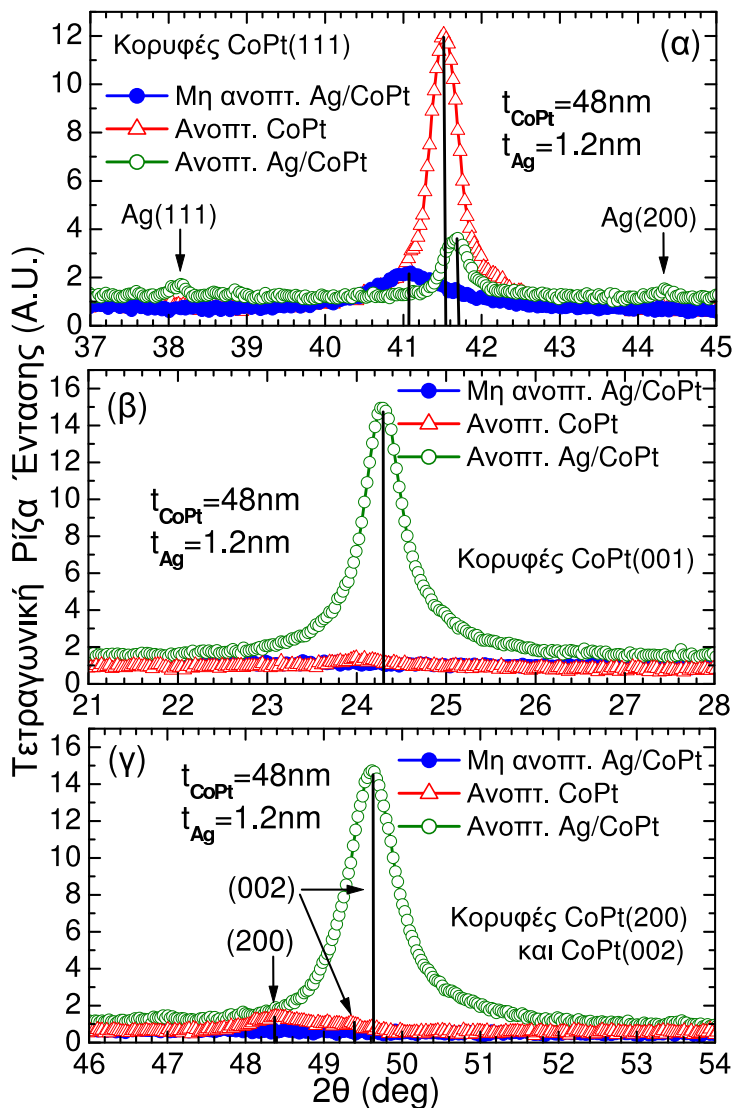 Τετραγωνική Ρίζα Έντασης (A.U.)
12
10
8
6
4
2
0
Κορυφές CoPt(111)
(α)
Μη ανοπτ. Ag/CoPt
Ανοπτ. CoPt
Ανοπτ. Ag/CoPt
tCoPt=48nm
tAg=1.2nm
Ag(111)
Ag(200)
37 38 39 40 41 42 43 44 45
16
14
12
10
8
6
4
2
0
(β)
Μη ανοπτ. Ag/CoPt
Ανοπτ. CoPt
Ανοπτ. Ag/CoPt
tCoPt=48nm
tAg=1.2nm
Κορυφές CoPt(001)
21 22 23 24 25 26 27 28
16
14
12
10
8
6
4
2
0
(γ)
tCoPt=48nm
tAg=1.2nm
Μη ανοπτ. Ag/CoPt
Ανοπτ. CoPt
Ανοπτ. Ag/CoPt
(002)
(200)
Κορυφές CoPt(200)
και CoPt(002)
46 47 48 49 50 51 52 53 54
2θ (deg)